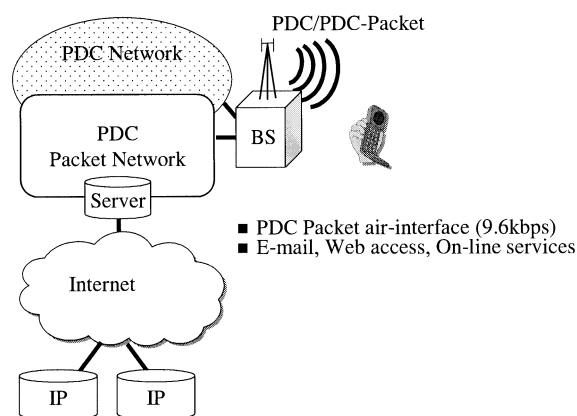 PDC/PDC-Packet
PDC Network
PDC
Packet Network
BS
Server
■ PDC Packet air-interface (9.6kbps)
■ E-mail, Web access, On-line services
Internet
IP
IP